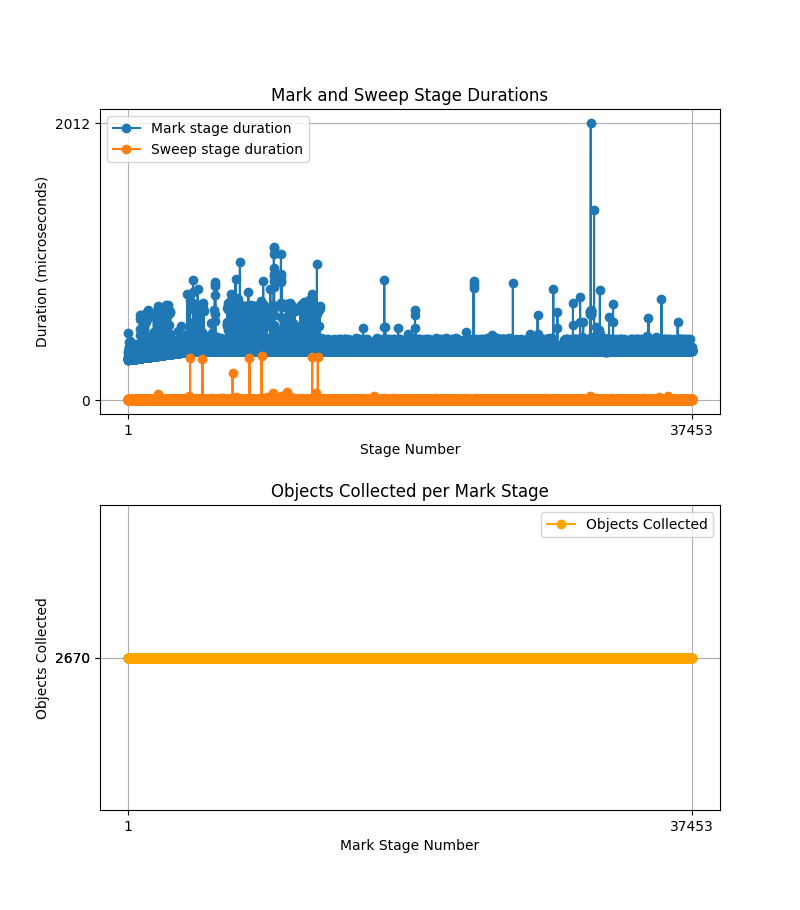 Mark and Sweep Stage Durations
2012
Mark stage duration
Sweep stage duration
Duration (microseconds)
0
1
37453
Stage Number
Objects Collected per Mark Stage
Objects Collected
2670
Objects Collected
1
37453
Mark Stage Number